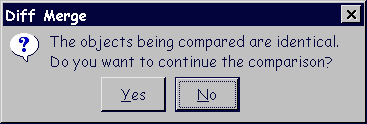 Diff Merge
The objects being compared are identical.
Do you want to continue the comparison?
Yes No